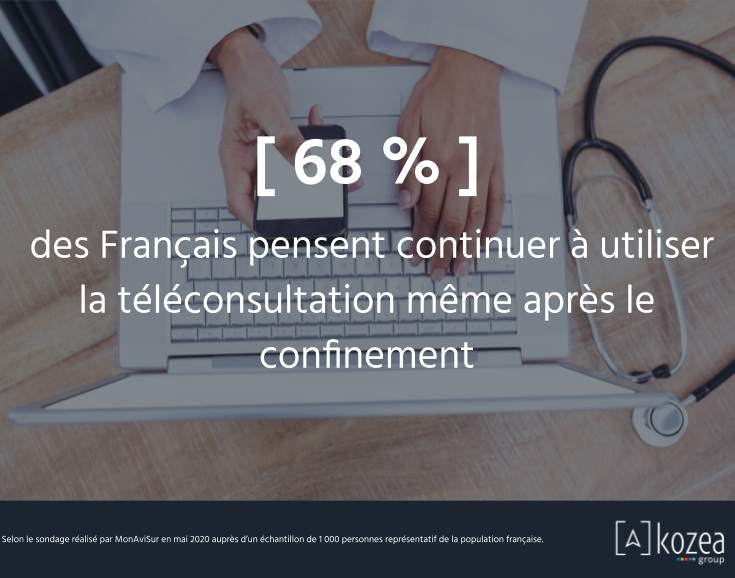 [ 68 % ]
des Français pensent continuer à utiliser
la téléconsultation même après le
confinement
Selon le sondage réalisé par MonAviSur en mai 2020 auprès d'un échantillon de 1 000 personnes représentatif de la population française.
[A] kozea
group